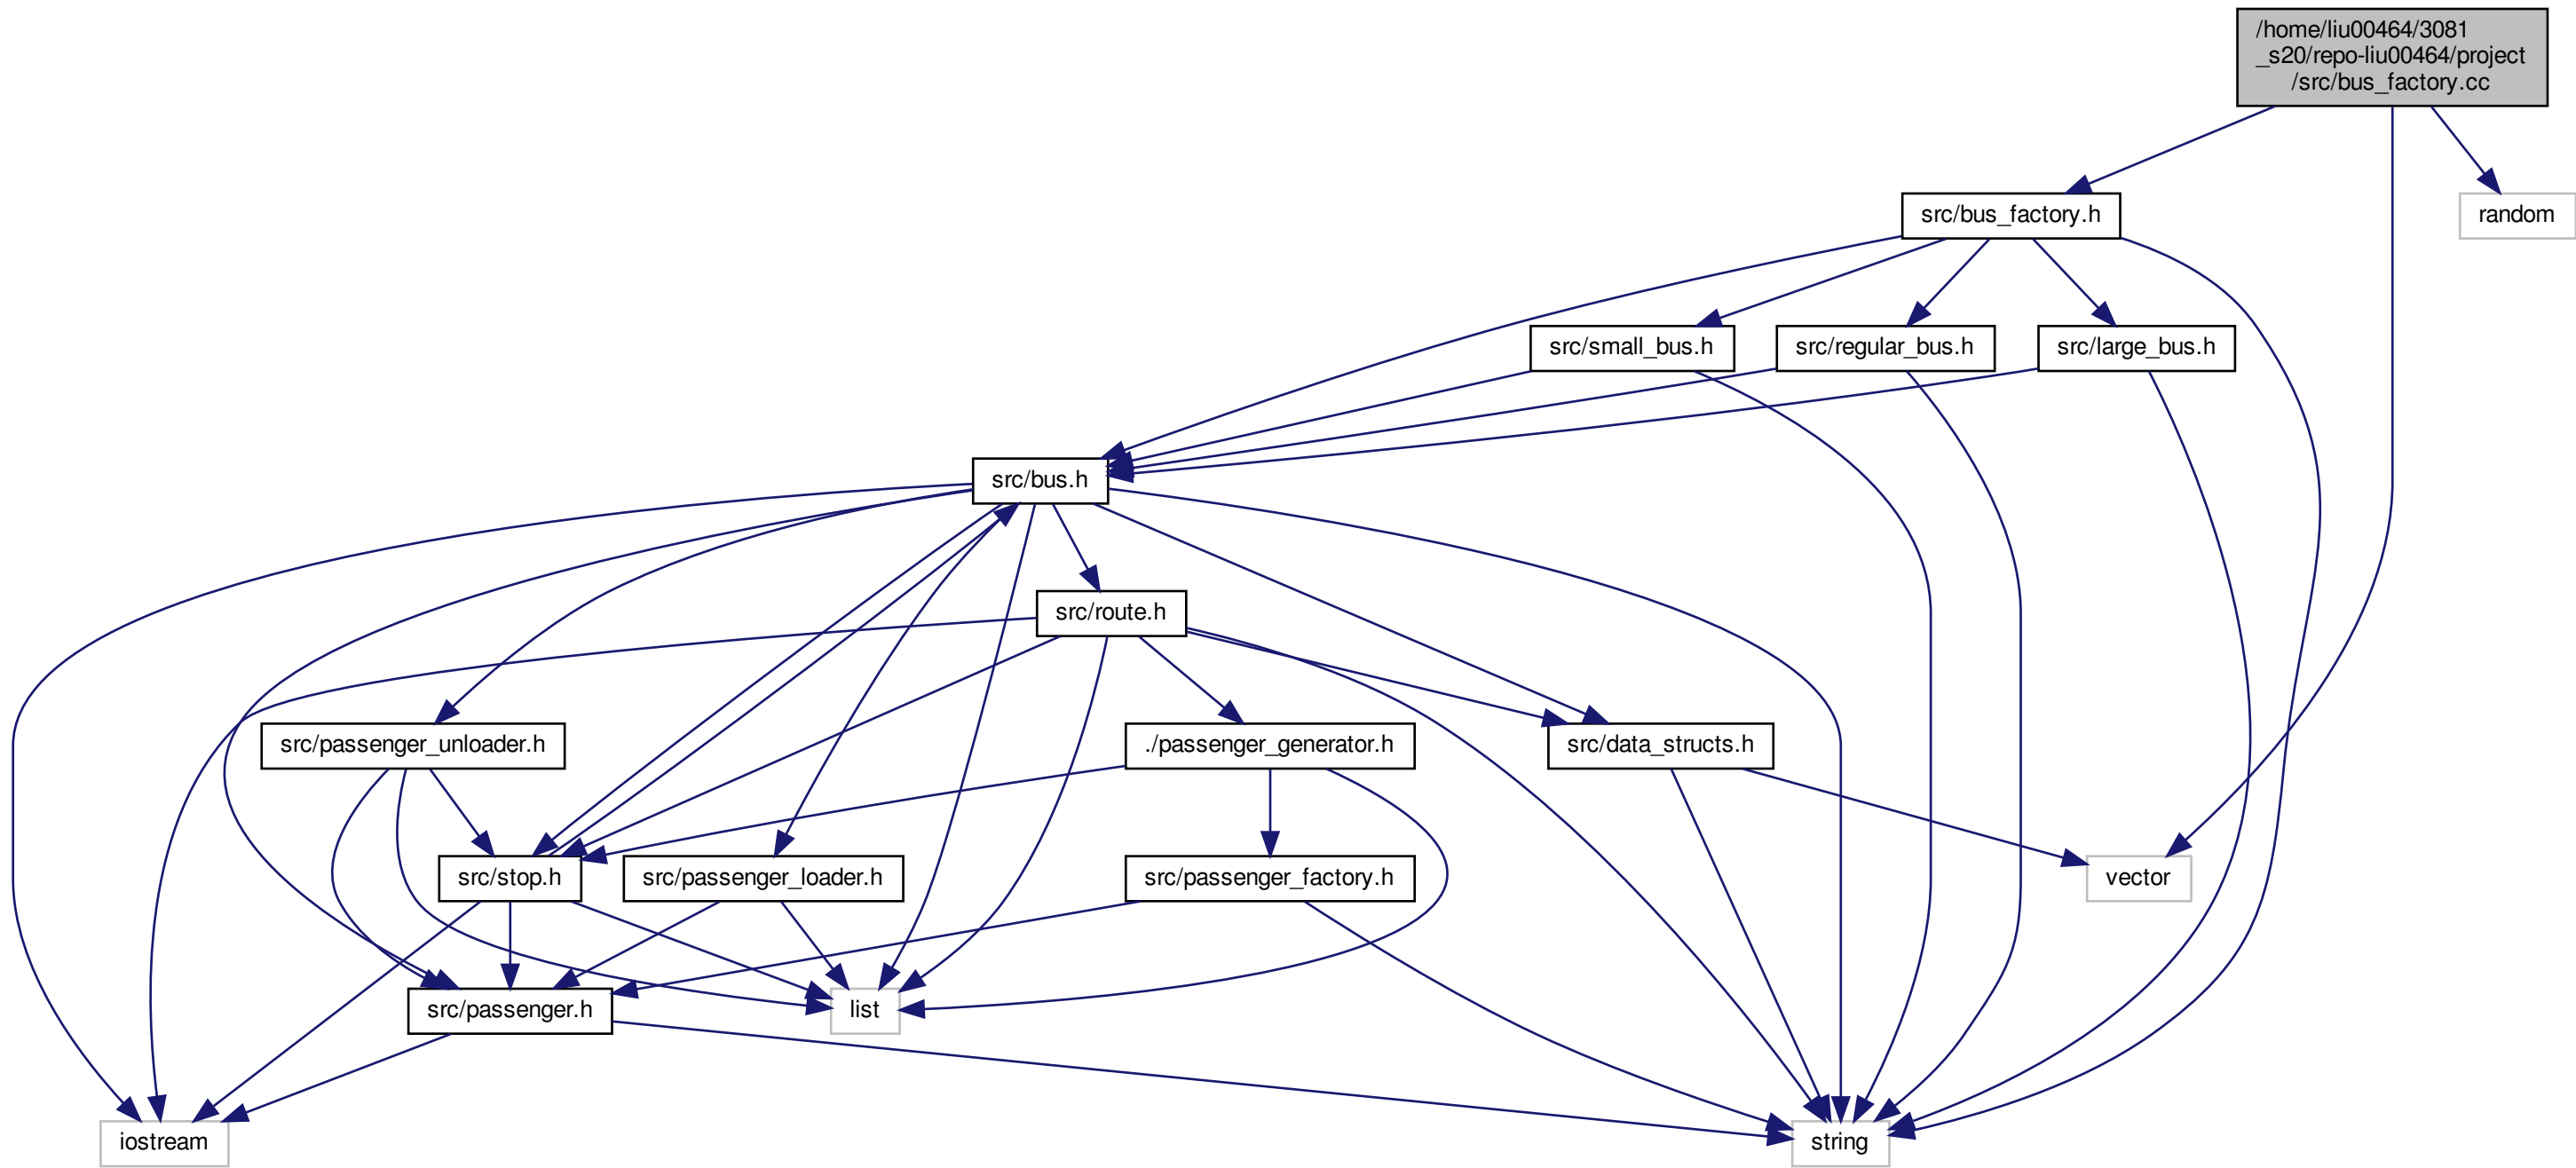 /home/liu00464/3081
_s20/repo-liu00464/project
/src/bus_factory.cc
src/bus_factory.h
random
src/small_bus.h
src/regular_bus.h
src/large_bus.h
src/bus.h
src/route.h
src/passenger_unloader.h
./passenger_generator.h
src/data_structs.h
src/stop.h
src/passenger_loader.h
src/passenger_factory.h
vector
src/passenger.h
list
iostream
string